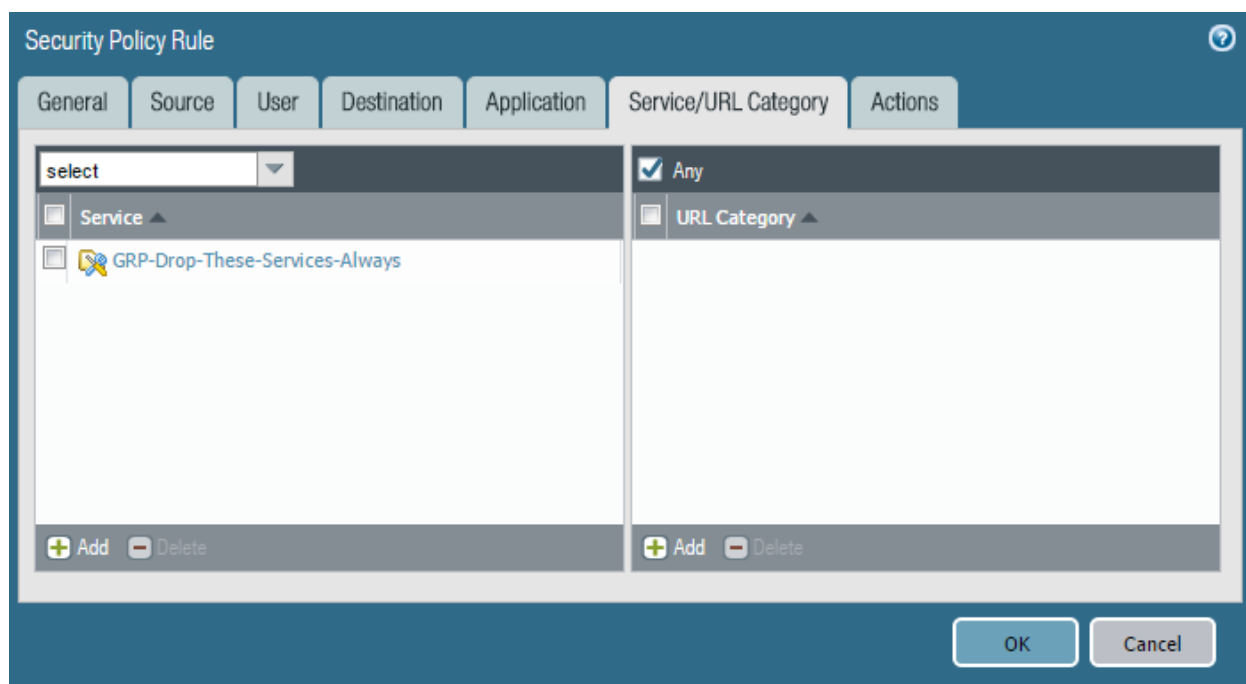 Security Policy Rule
General Source User Destination Application Service/URL Category Actions
select
Any
Service
URL Category
GRP-Drop-These-Services-Always
Add Delete
Add Delete
OK Cancel